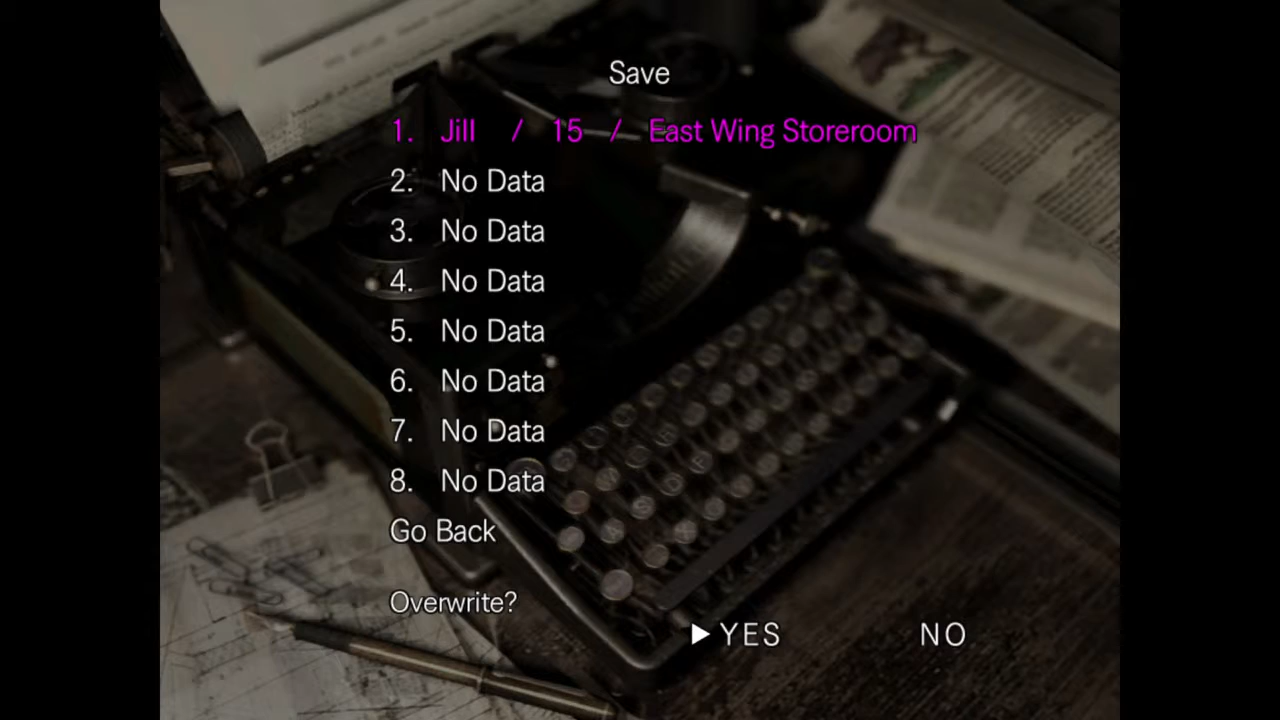 Save
1. Jill / 15 / East Wing Storeroom
2. No Data
3. No Data
4. No Data
5. No Data
6. No Data
7. No Data
8. No Data
Go Back
Overwrite?
YES NO